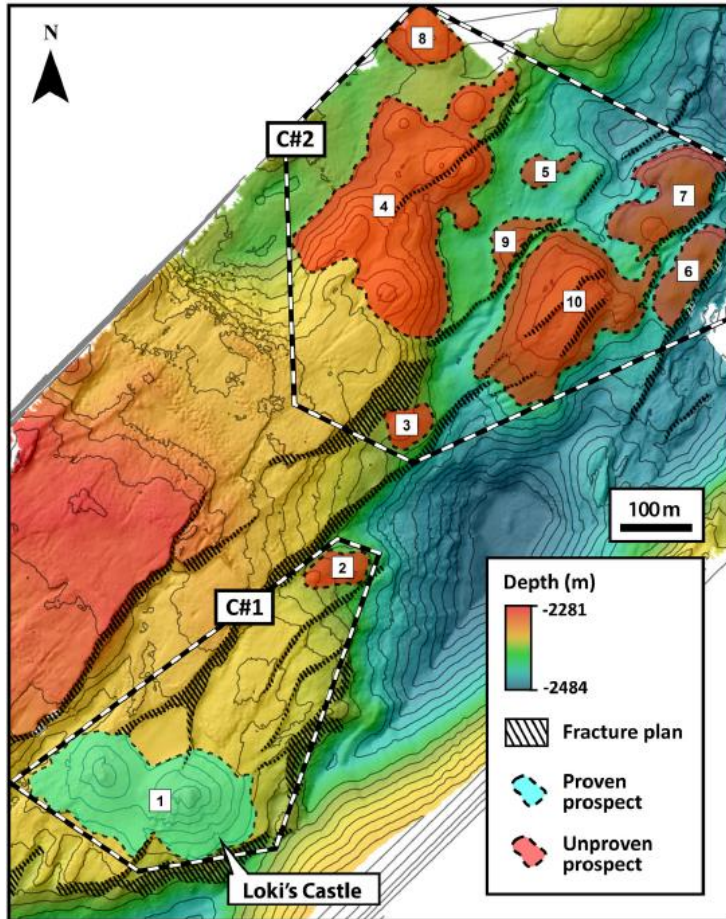 N
8
C#2
4
5
7
9
6
10
3
100 m
2
C#1
1
Loki's Castle
Depth (m)
-2281
-2484
Fracture plan
Proven
prospect
Unproven
prospect